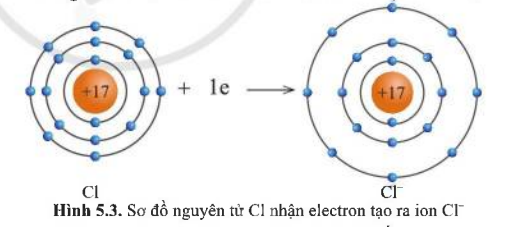 +17 + 1e +17
Cl Cl⁻
Hình 5.3. Sơ đồ nguyên tử Cl nhận electron tạo ra ion Cl⁻